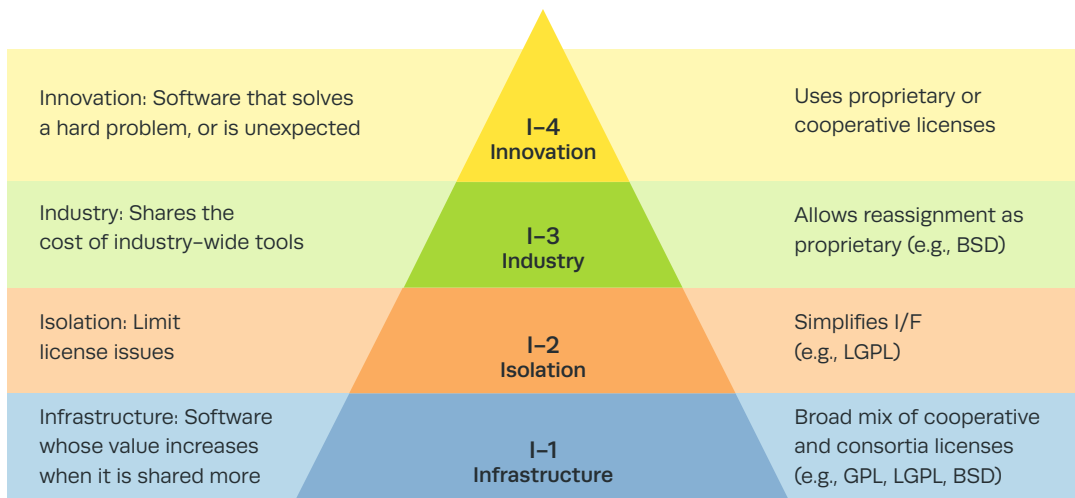 Innovation: Software that solves
a hard problem, or is unexpected
I–4
Innovation
Uses proprietary or
cooperative licenses
Industry: Shares the
cost of industry–wide tools
I–3
Industry
Allows reassignment as
proprietary (e.g., BSD)
Isolation: Limit
license issues
I–2
Isolation
Simplifies I/F
(e.g., LGPL)
Infrastructure: Software
whose value increases
when it is shared more
I–1
Infrastructure
Broad mix of cooperative
and consortia licenses
(e.g., GPL, LGPL, BSD)